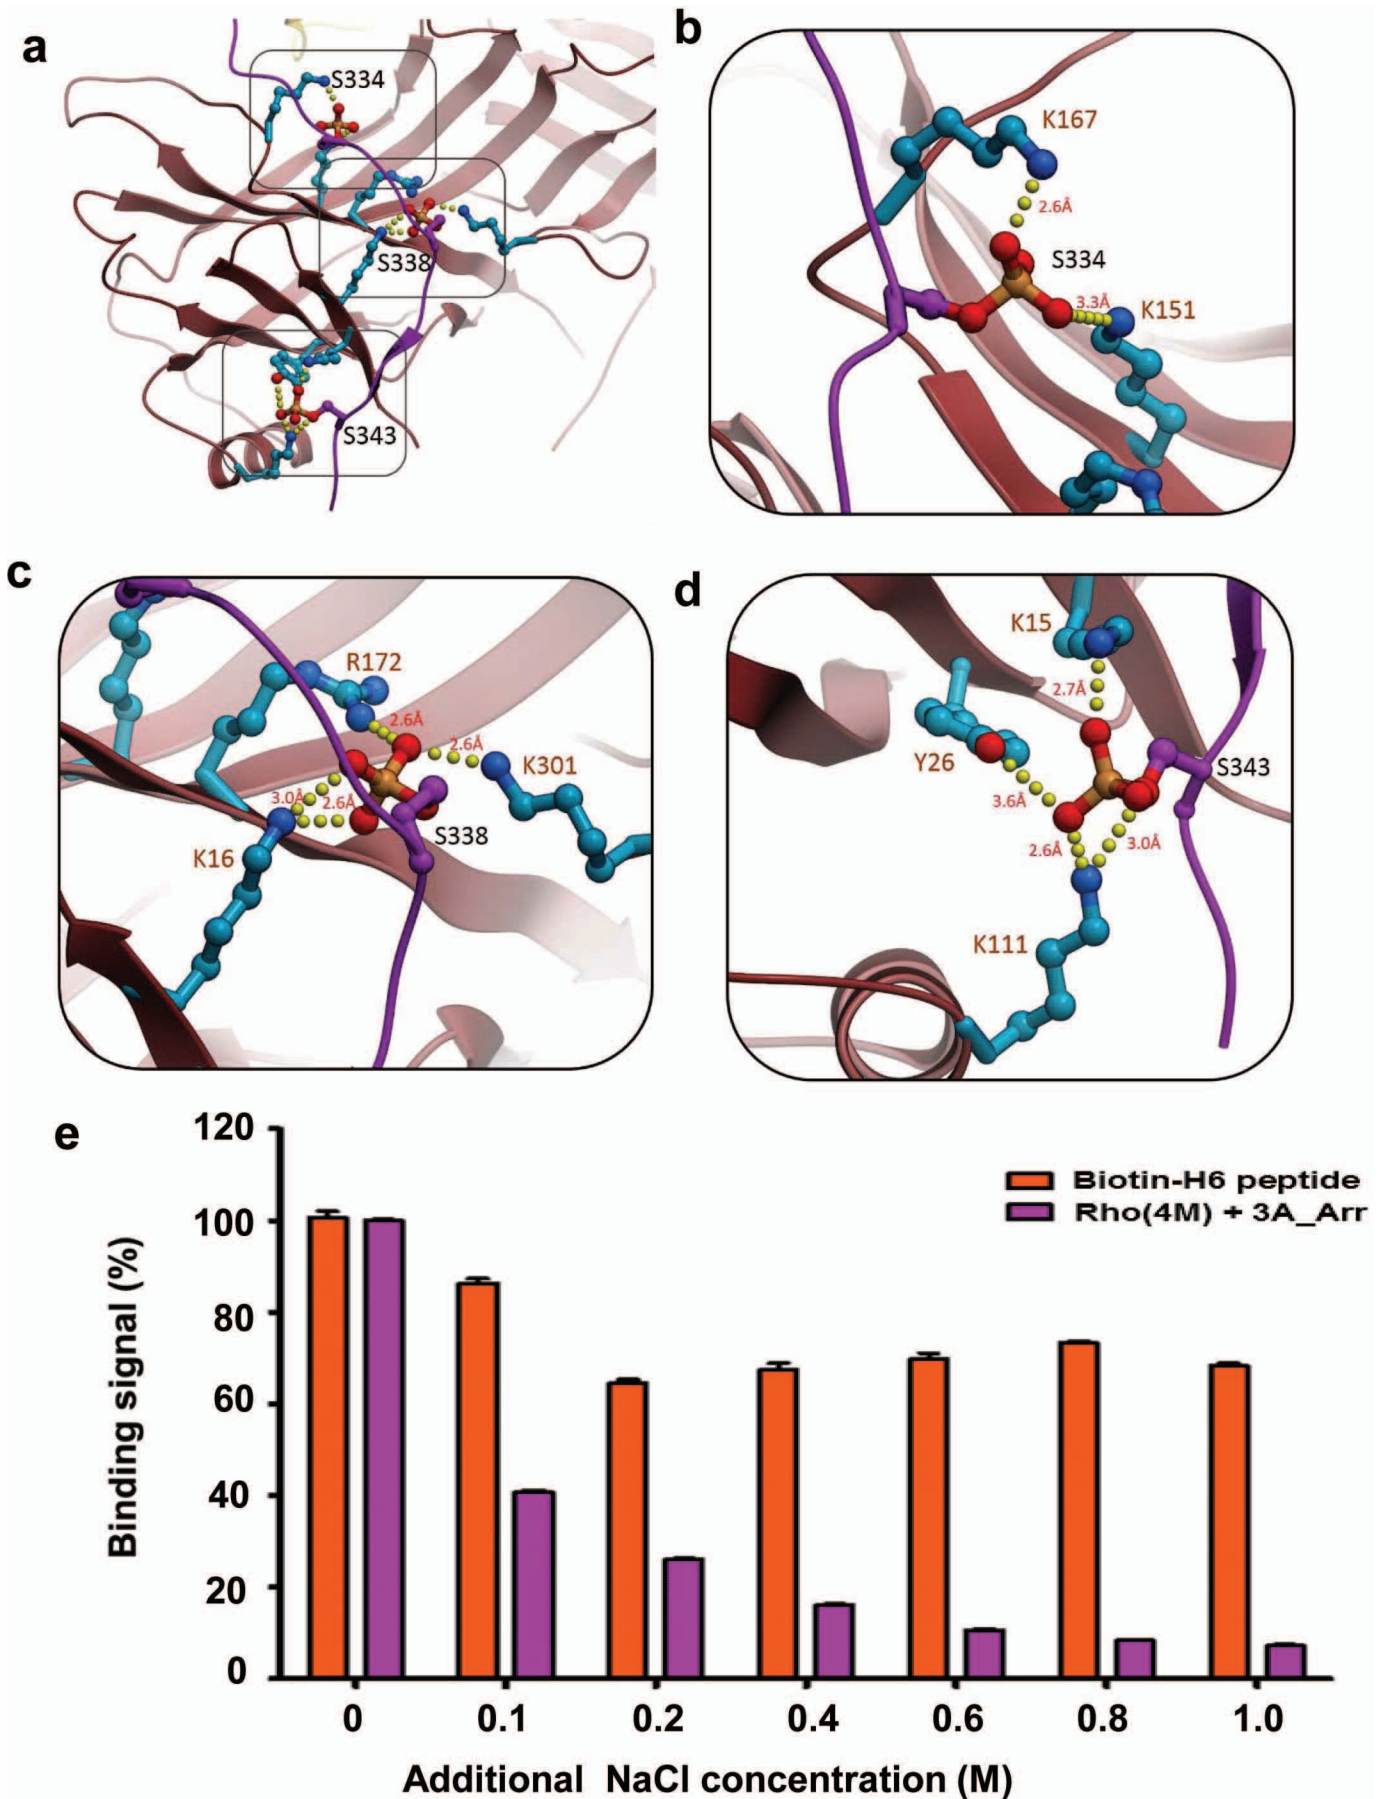 a
S334
S338
S343
b
K167
2.6Å
S334
3.3Å
K151
c
R172
2.6Å
2.6Å
K301
3.0Å
2.6Å
S338
K16
d
K15
2.7Å
Y26
S343
3.6Å
2.6Å
3.0Å
K111
e
120
100
80
60
40
20
0
Binding signal (%)
Biotin-H6 peptide
Rho(4M) + 3A_Arr
0 0.1 0.2 0.4 0.6 0.8 1.0
Additional NaCl concentration (M)